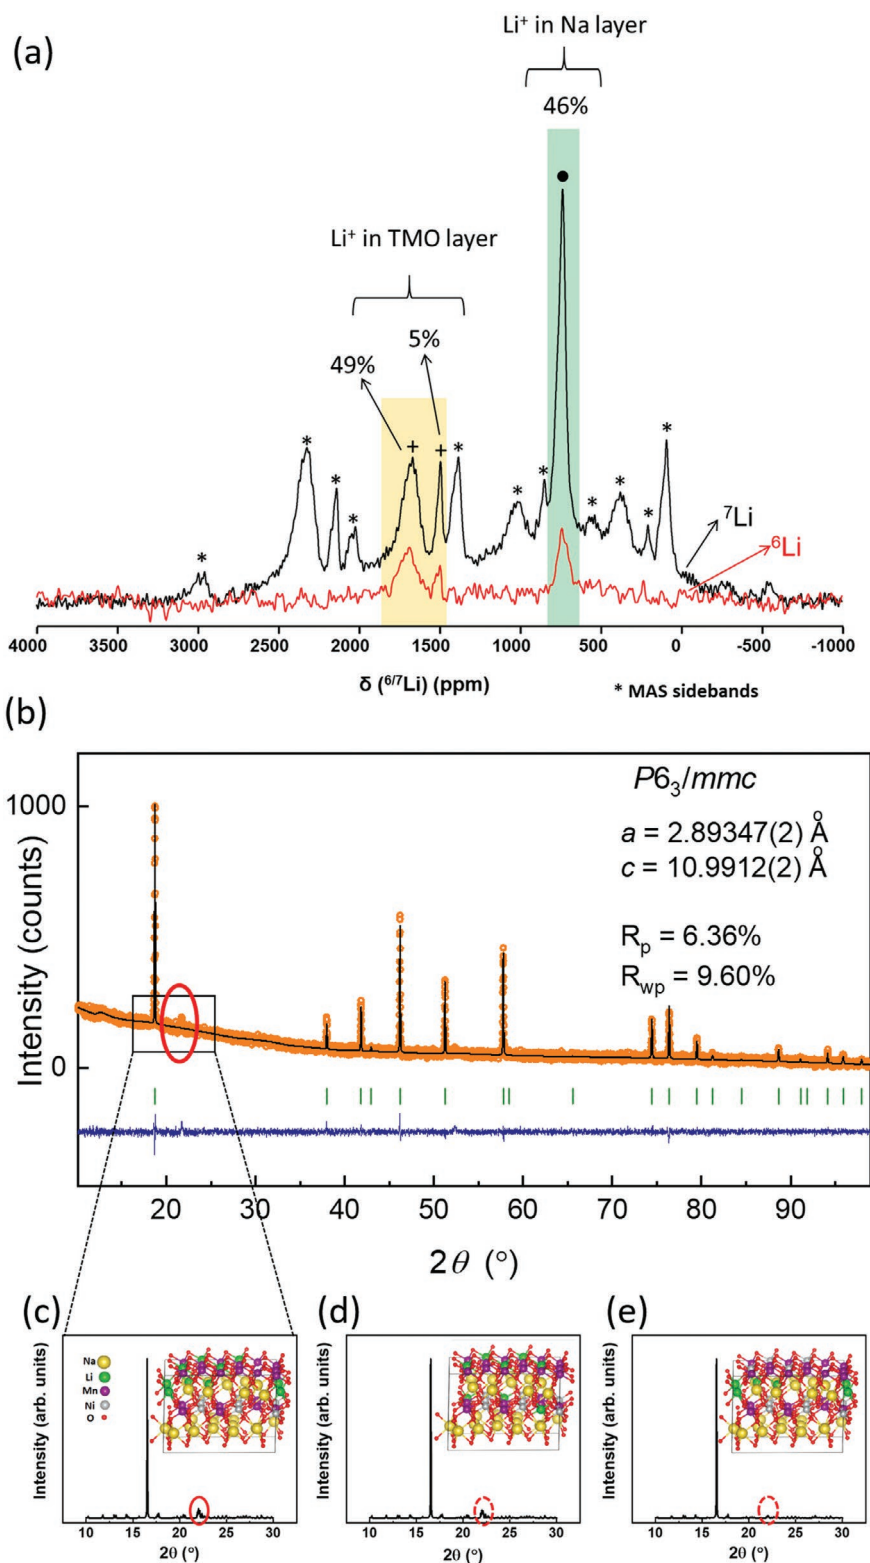 (a)
Li⁺ in Na layer
46%
Li⁺ in TMO layer
5%
49%
* * * + + * * * * * * *
⁷Li
⁶Li
4000 3500 3000 2500 2000 1500 1000 500 0 -500 -1000
δ (⁶ᐟ⁷Li) (ppm)
* MAS sidebands
(b)
P6₃/mmc
a = 2.89347(2) Å
c = 10.9912(2) Å
Rₚ = 6.36%
R_wp = 9.60%
1000
0
Intensity (counts)
20 30 40 50 60 70 80 90
2θ (°)
(c)
Intensity (arb. units)
Na
Li
Mn
Ni
O
10 15 20 25 30
2θ (°)
(d)
Intensity (arb. units)
10 15 20 25 30
2θ (°)
(e)
Intensity (arb. units)
10 15 20 25 30
2θ (°)